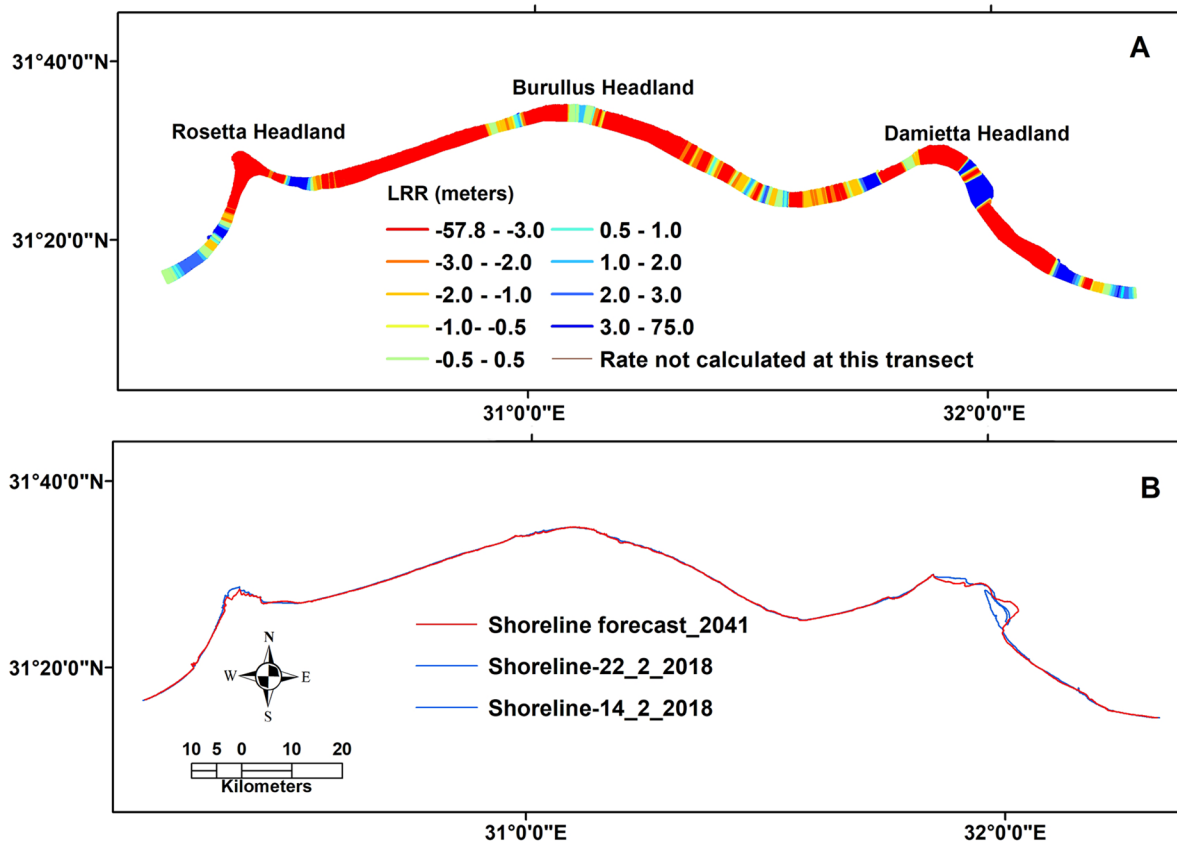 A
31°40'0"N
Burullus Headland
Rosetta Headland
Damietta Headland
LRR (meters)
-57.8 - -3.0
0.5 - 1.0
31°20'0"N
-3.0 - -2.0
1.0 - 2.0
-2.0 - -1.0
2.0 - 3.0
-1.0- -0.5
3.0 - 75.0
-0.5 - 0.5
Rate not calculated at this transect
31°0'0"E
32°0'0"E
31°40'0"N
B
Shoreline forecast_2041
N
31°20'0"N
W
E
Shoreline-22_2_2018
S
Shoreline-14_2_2018
10 5 0 10 20
Kilometers
31°0'0"E
32°0'0"E